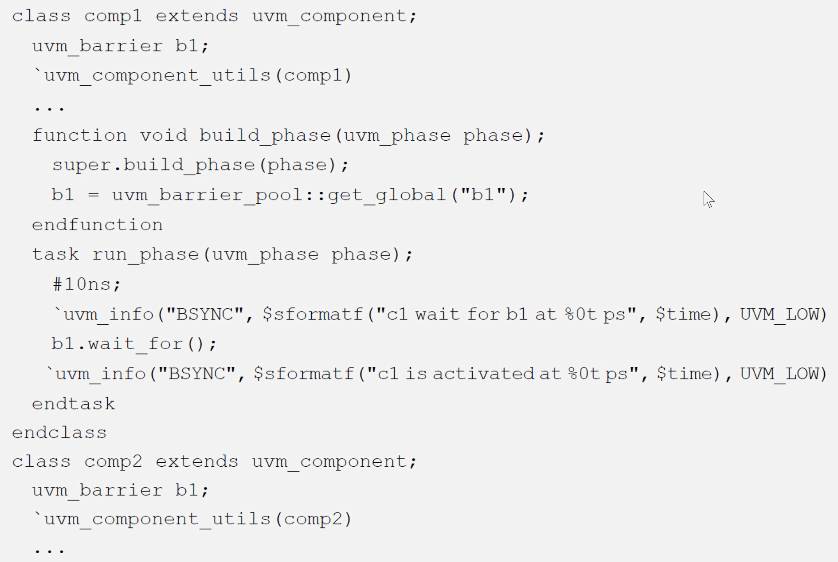 class comp1 extends uvm_component;
uvm_barrier b1;
`uvm_component_utils(comp1)
...
function void build_phase(uvm_phase phase);
super.build_phase(phase);
b1 = uvm_barrier_pool::get_global("b1");
endfunction
task run_phase(uvm_phase phase);
#10ns;
`uvm_info("BSYNC", $sformatf("c1 wait for b1 at %0t ps", $time), UVM_LOW)
b1.wait_for();
`uvm_info("BSYNC", $sformatf("c1 is activated at %0t ps", $time), UVM_LOW)
endtask
endclass
class comp2 extends uvm_component;
uvm_barrier b1;
`uvm_component_utils(comp2)
...